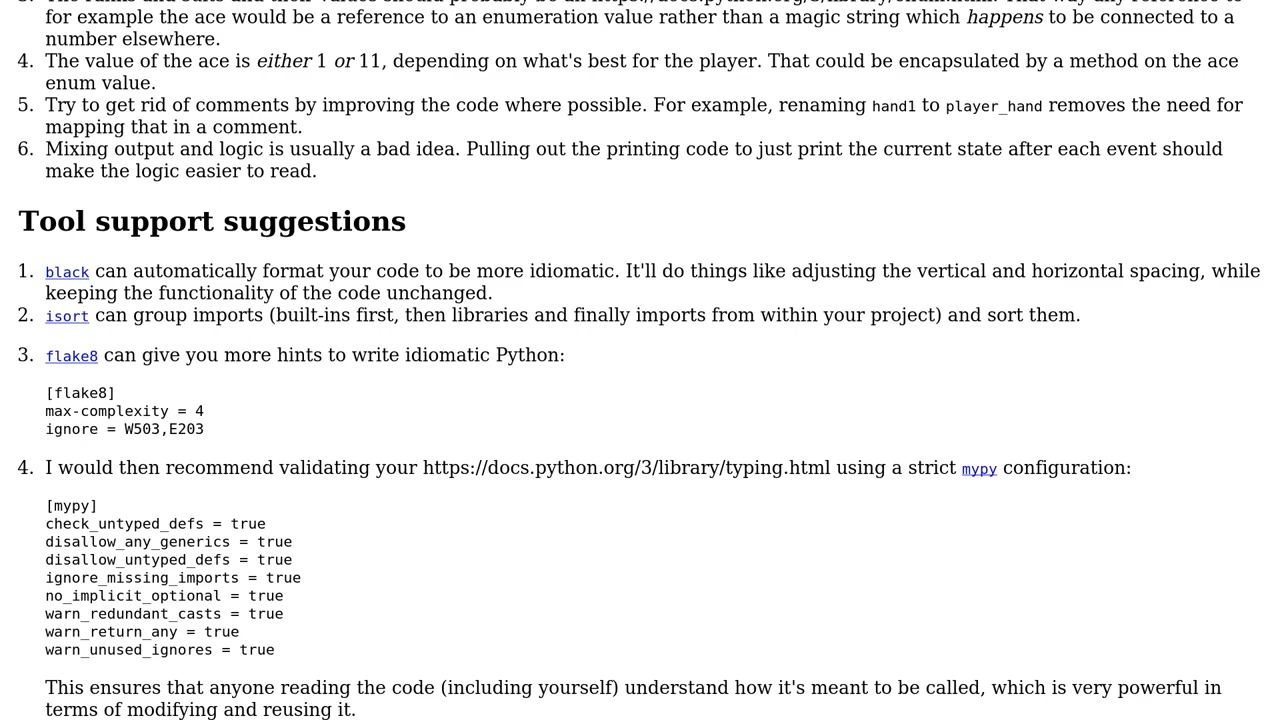 for example the ace would be a reference to an enumeration value rather than a magic string which happens to be connected to a
number elsewhere.
4. The value of the ace is either 1 or 11, depending on what's best for the player. That could be encapsulated by a method on the ace
enum value.
5. Try to get rid of comments by improving the code where possible. For example, renaming hand1 to player_hand removes the need for
mapping that in a comment.
6. Mixing output and logic is usually a bad idea. Pulling out the printing code to just print the current state after each event should
make the logic easier to read.
Tool support suggestions
1. black can automatically format your code to be more idiomatic. It'll do things like adjusting the vertical and horizontal spacing, while
keeping the functionality of the code unchanged.
2. isort can group imports (built-ins first, then libraries and finally imports from within your project) and sort them.
3. flake8 can give you more hints to write idiomatic Python:
[flake8]
max-complexity = 4
ignore = W503,E203
4. I would then recommend validating your https://docs.python.org/3/library/typing.html using a strict mypy configuration:
[mypy]
check_untyped_defs = true
disallow_any_generics = true
disallow_untyped_defs = true
ignore_missing_imports = true
no_implicit_optional = true
warn_redundant_casts = true
warn_return_any = true
warn_unused_ignores = true
This ensures that anyone reading the code (including yourself) understand how it's meant to be called, which is very powerful in
terms of modifying and reusing it.